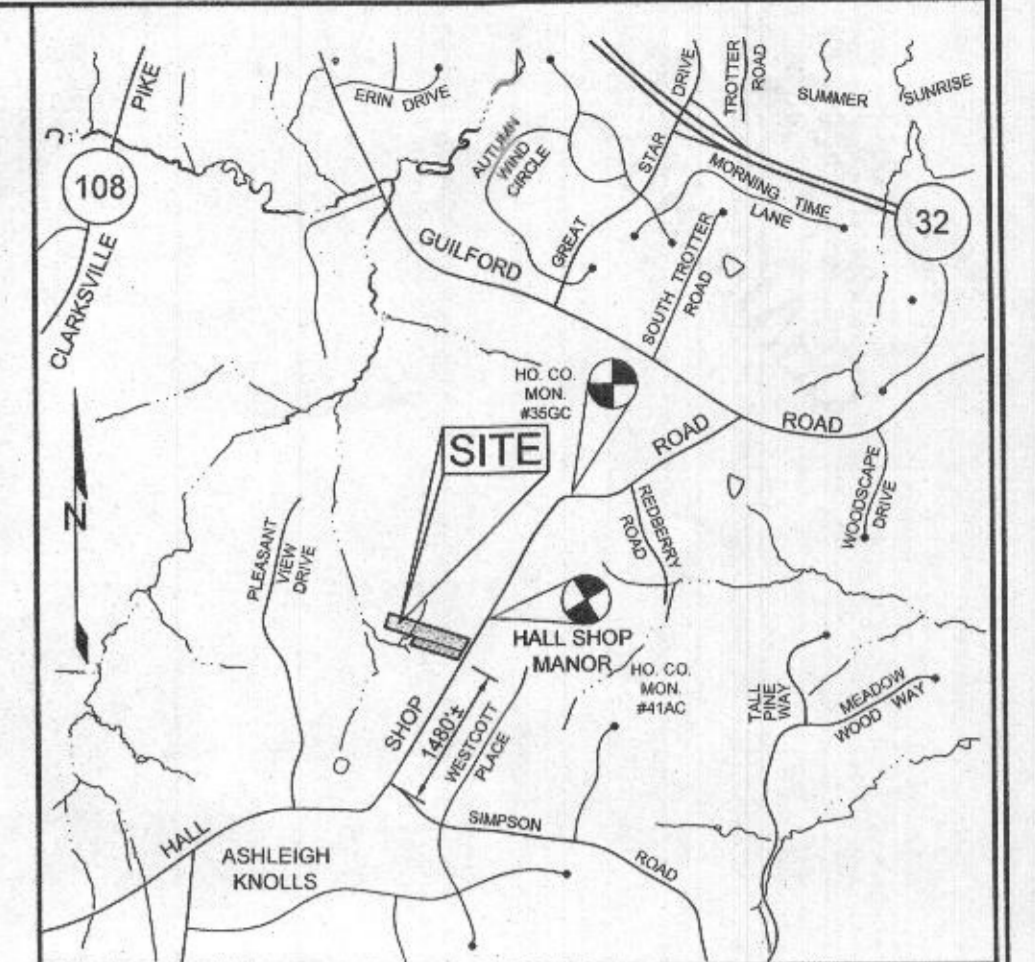 PIKE
108
CLARKSVILLE
ERIN DRIVE
AUTUMN
WIND
CIRCLE
GREAT
STAR
DRIVE
TROTTER
ROAD
SUMMER
SUNRISE
MORNING TIME
LANE
32
GUILFORD
SOUTH TROTTER
ROAD
HO. CO.
MON.
#35GC
ROAD
ROAD
SITE
N
PLEASANT
VIEW
DRIVE
REDBERRY
ROAD
WOODSCAPE
DRIVE
HALL SHOP
MANOR
HO. CO.
MON.
#41AC
SHOP
1480'±
WESTCOTT
PLACE
TALL
PINE
WAY
MEADOW
WOOD WAY
HALL
SIMPSON
ROAD
ASHLEIGH
KNOLLS